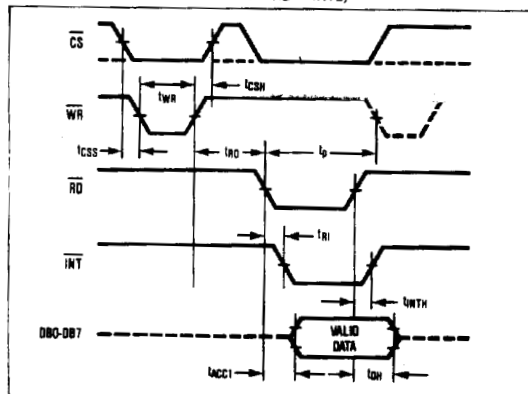 CS
tWR
tCSH
WR
tCSS
tRD
tP
RD
tRI
INT
tINTH
DB0-DB7
VALID
DATA
tACC1
tDH